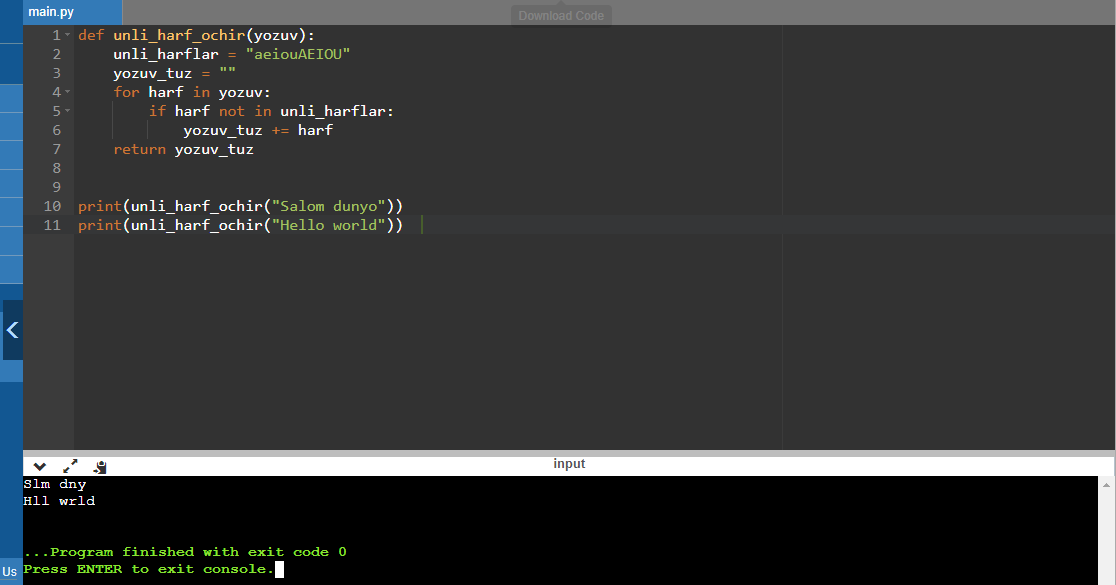 main.py
Download Code
1 def unli_harf_ochir(yozuv):
2     unli_harflar = "aeiouAEIOU"
3     yozuv_tuz = ""
4     for harf in yozuv:
5         if harf not in unli_harflar:
6             yozuv_tuz += harf
7     return yozuv_tuz
8
9
10 print(unli_harf_ochir("Salom dunyo"))
11 print(unli_harf_ochir("Hello world"))
input
Slm dny
Hll wrld
...Program finished with exit code 0
Us
Press ENTER to exit console.